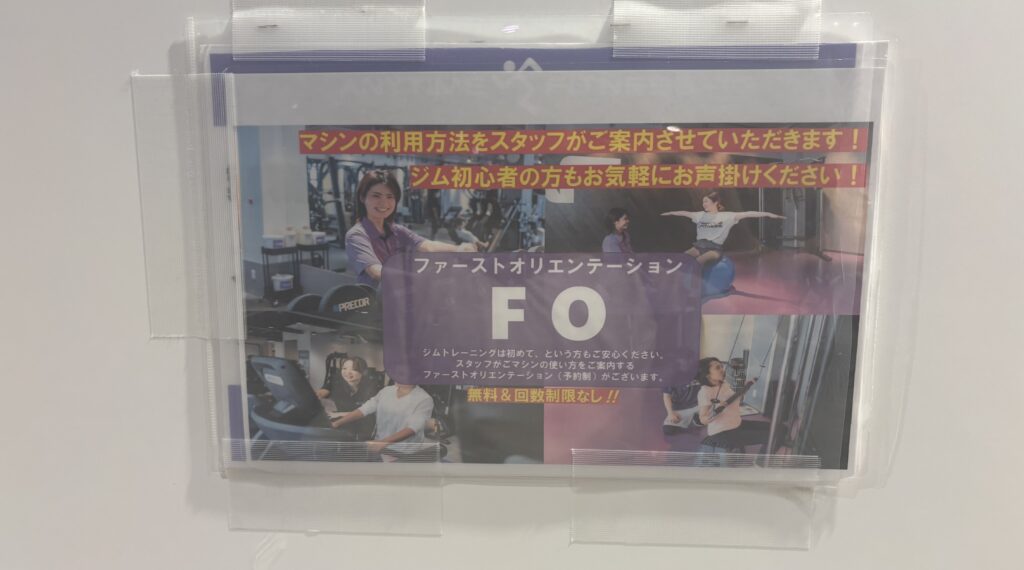 マシンの利用方法をスタッフがご案内させていただきます！
ジム初心者の方もお気軽にお声掛けください！
ファーストオリエンテーション
FO
PRECOR
ジムトレーニングは初めて、という方もご安心ください。
スタッフがごマシンの使い方をご案内する
ファーストオリエンテーション（予約制）がございます。
無料＆回数制限なし!!